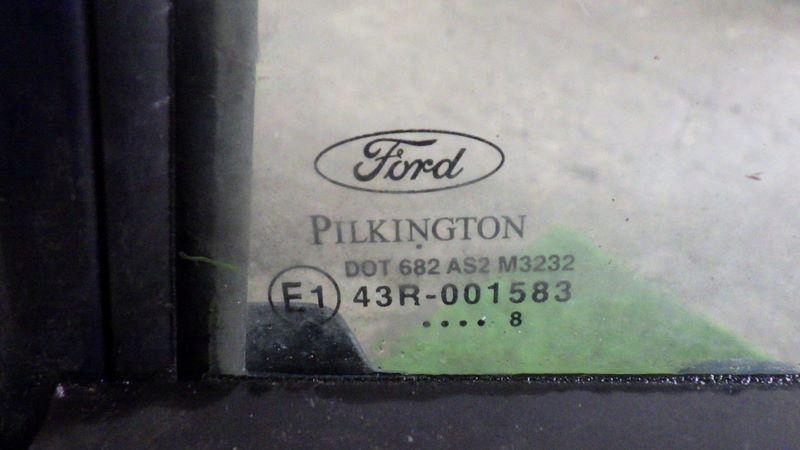 Ford
PILKINGTON
DOT 682 AS2 M3232
E1 43R-001583
.... 8